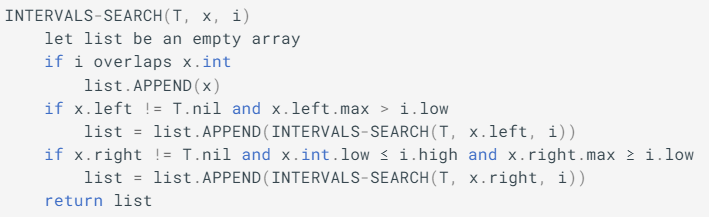 INTERVALS-SEARCH(T, x, i)
    let list be an empty array
    if i overlaps x.int
        list.APPEND(x)
    if x.left != T.nil and x.left.max > i.low
        list = list.APPEND(INTERVALS-SEARCH(T, x.left, i))
    if x.right != T.nil and x.int.low ≤ i.high and x.right.max ≥ i.low
        list = list.APPEND(INTERVALS-SEARCH(T, x.right, i))
    return list